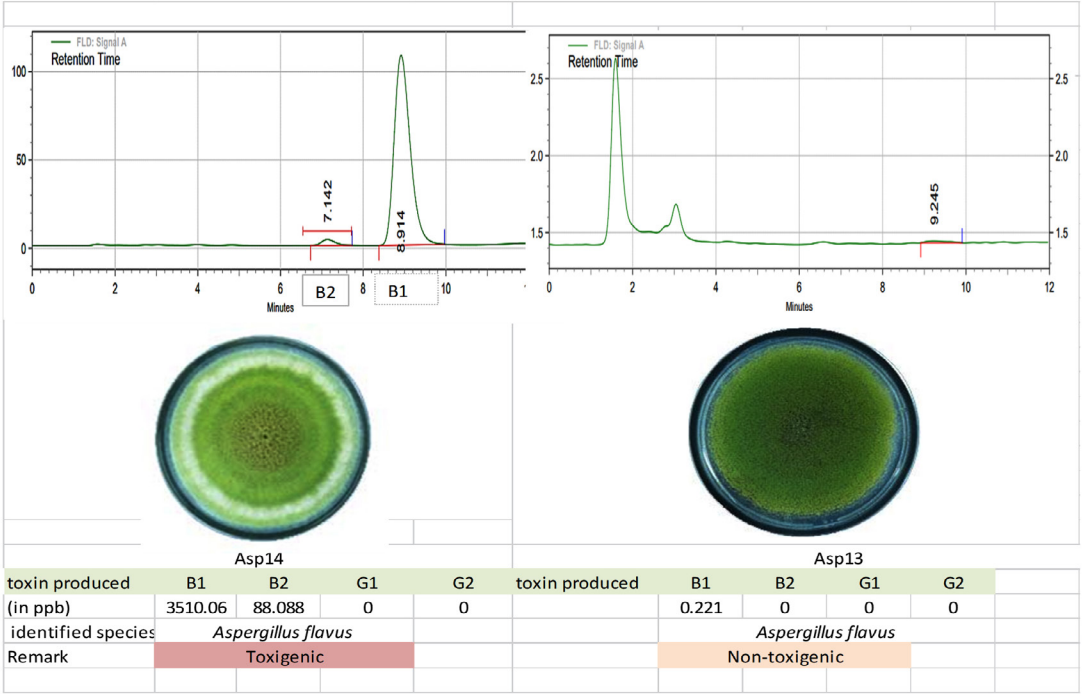 FLD: Signal A
Retention Time
100
50
0
7.142
8.914
0 2 4 6 8 10
B2 B1
Minutes
FLD: Signal A
Retention Time
2.5 2.5
2.0 2.0
1.5 1.5
9.245
0 2 4 6 8 10 12
Minutes
Asp14 Asp13
toxin produced B1 B2 G1 G2 toxin produced B1 B2 G1 G2
(in ppb) 3510.06 88.088 0 0 0.221 0 0 0
identified species Aspergillus flavus Aspergillus flavus
Remark Toxigenic Non-toxigenic